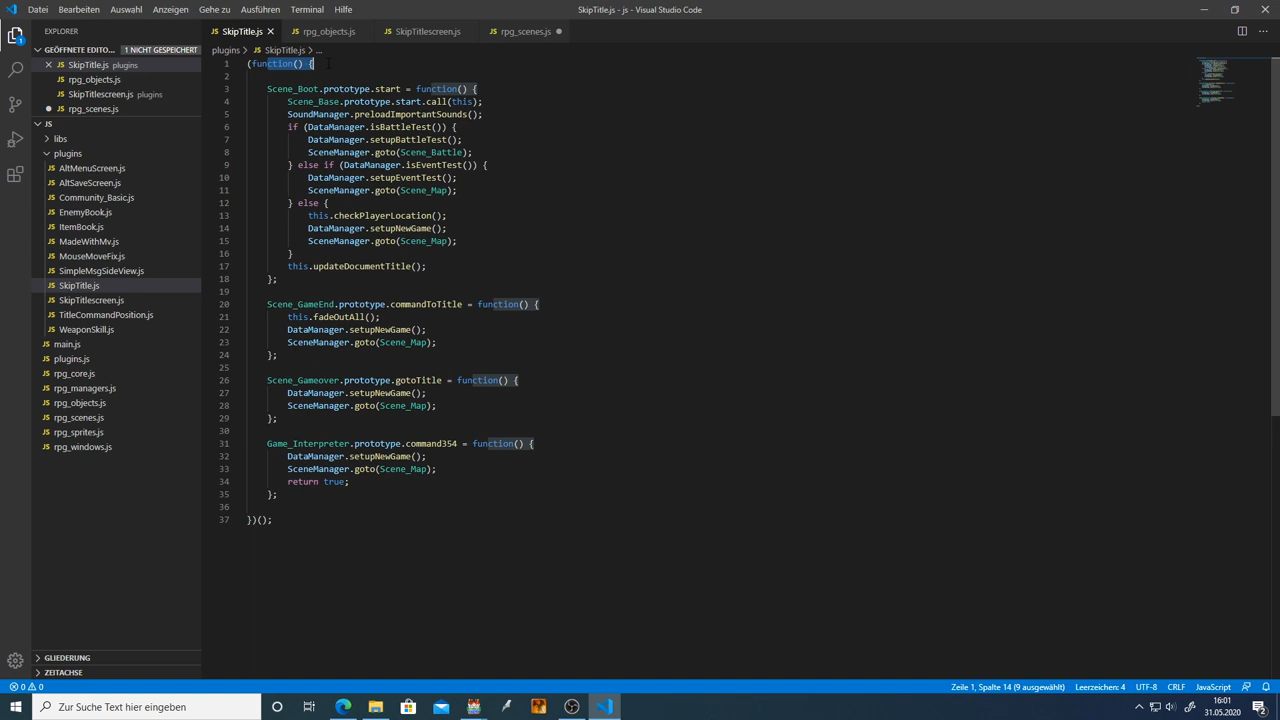 Datei Bearbeiten Auswahl Anzeigen Gehe zu Ausführen Terminal Hilfe
SkipTitle.js - js - Visual Studio Code
EXPLORER
GEÖFFNETE EDITO... 1 NICHT GESPEICHERT
SkipTitle.js plugins
rpg_objects.js
SkipTitlescreen.js plugins
rpg_scenes.js
JS
libs
plugins
AltMenuScreen.js
AltSaveScreen.js
Community_Basic.js
EnemyBook.js
ItemBook.js
MadeWithMv.js
MouseMoveFix.js
SimpleMsgSideView.js
SkipTitle.js
SkipTitlescreen.js
TitleCommandPosition.js
WeaponSkill.js
main.js
plugins.js
rpg_core.js
rpg_managers.js
rpg_objects.js
rpg_scenes.js
rpg_sprites.js
rpg_windows.js
GLIEDERUNG
ZEITACHSE
SkipTitle.js rpg_objects.js SkipTitlescreen.js rpg_scenes.js
plugins > SkipTitle.js > ...
1 (function() {
2
3 Scene_Boot.prototype.start = function() {
4 Scene_Base.prototype.start.call(this);
5 SoundManager.preloadImportantSounds();
6 if (DataManager.isBattleTest()) {
7 DataManager.setupBattleTest();
8 SceneManager.goto(Scene_Battle);
9 } else if (DataManager.isEventTest()) {
10 DataManager.setupEventTest();
11 SceneManager.goto(Scene_Map);
12 } else {
13 this.checkPlayerLocation();
14 DataManager.setupNewGame();
15 SceneManager.goto(Scene_Map);
16 }
17 this.updateDocumentTitle();
18 };
19
20 Scene_GameEnd.prototype.commandToTitle = function() {
21 this.fadeOutAll();
22 DataManager.setupNewGame();
23 SceneManager.goto(Scene_Map);
24 };
25
26 Scene_Gameover.prototype.gotoTitle = function() {
27 DataManager.setupNewGame();
28 SceneManager.goto(Scene_Map);
29 };
30
31 Game_Interpreter.prototype.command354 = function() {
32 DataManager.setupNewGame();
33 SceneManager.goto(Scene_Map);
34 return true;
35 };
36
37 })();
0 0
Zeile 1, Spalte 14 (9 ausgewählt) Leerzeichen: 4 UTF-8 CRLF JavaScript
Zur Suche Text hier eingeben
16:01
31.05.2020
2